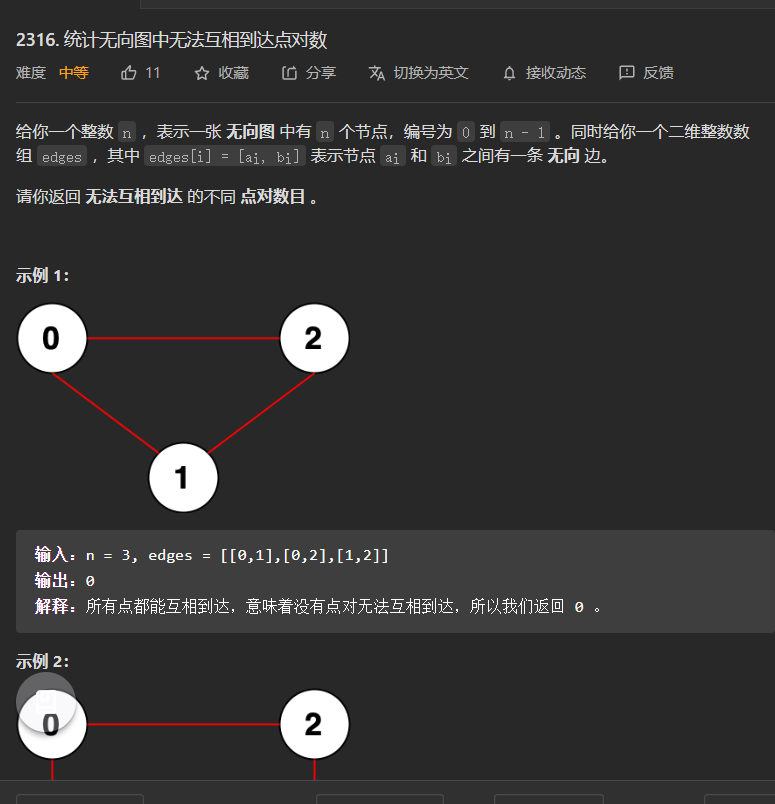 2316. 统计无向图中无法互相到达点对数
难度 中等 11 收藏 分享 切换为英文 接收动态 反馈
给你一个整数 n ，表示一张 无向图 中有 n 个节点，编号为 0 到 n - 1 。同时给你一个二维整数数
组 edges ，其中 edges[i] = [ai, bi] 表示节点 ai 和 bi 之间有一条 无向 边。
请你返回 无法互相到达 的不同 点对数目 。
示例 1：
0 2
1
输入：n = 3, edges = [[0,1],[0,2],[1,2]]
输出：0
解释：所有点都能互相到达，意味着没有点对无法互相到达，所以我们返回 0 。
示例 2：
0 2